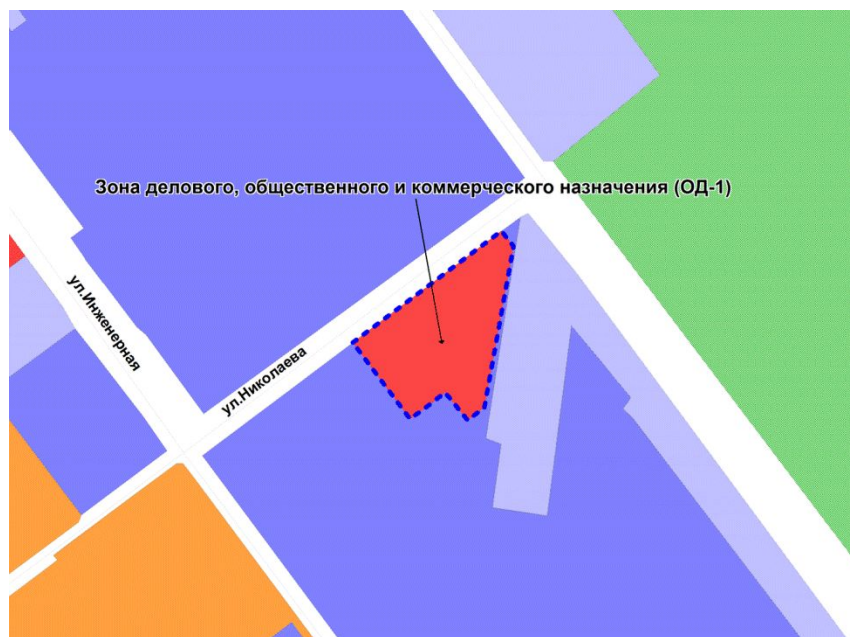 Зона делового, общественного и коммерческого назначения (ОД-1)
ул.Инженерная
ул.Николаева